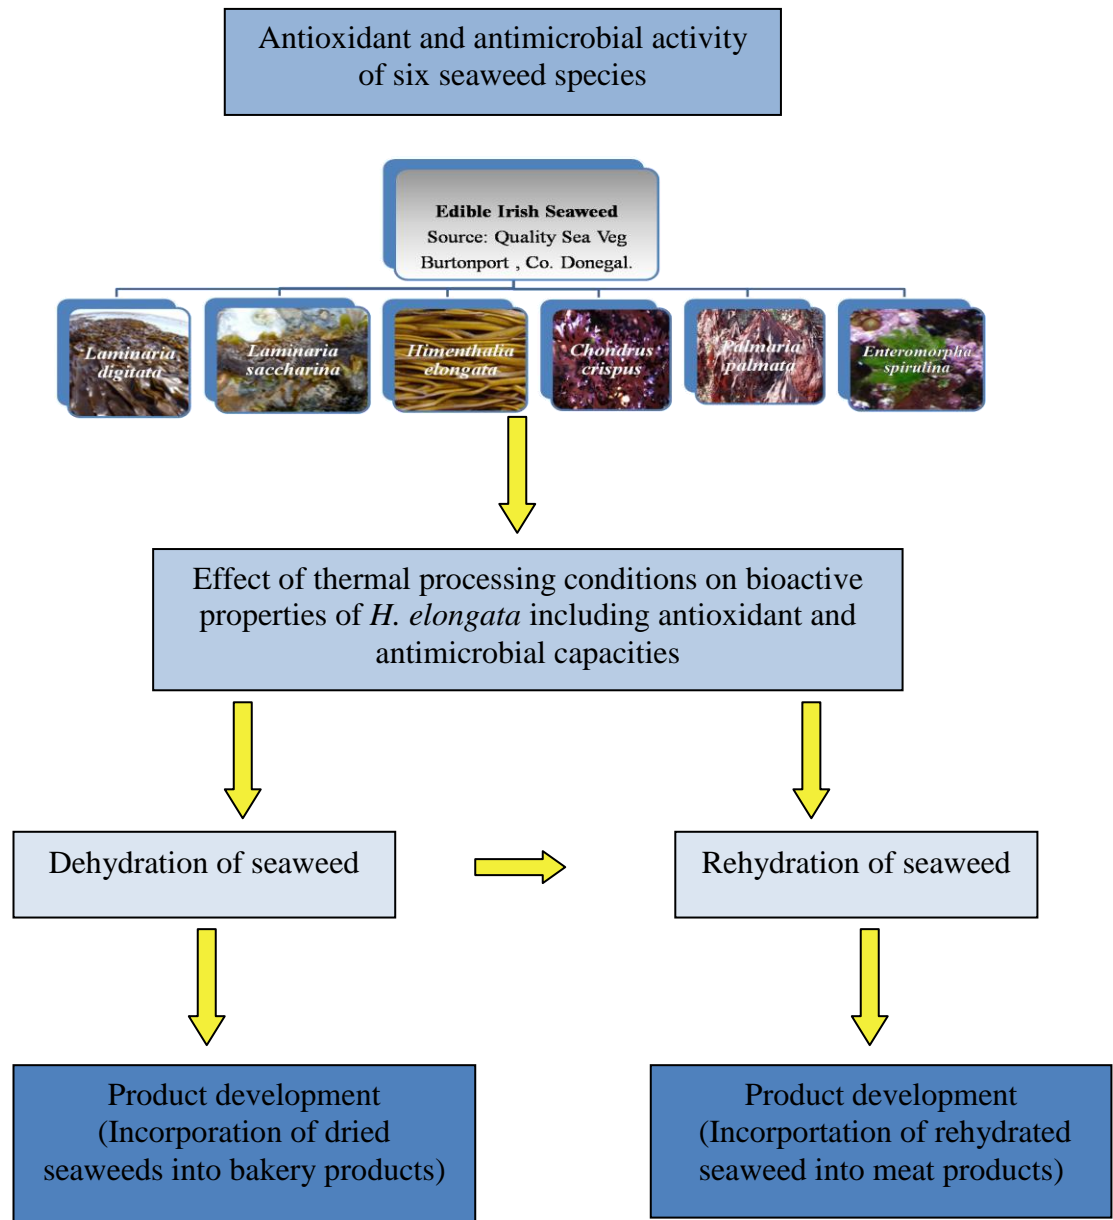 Antioxidant and antimicrobial activity
of six seaweed species
Edible Irish Seaweed
Source: Quality Sea Veg
Burtonport , Co. Donegal.
Laminaria
digitata
Laminaria
saccharina
Himenthalia
elongata
Chondrus
crispus
Palmaria
palmata
Enteromorpha
spirulina
Effect of thermal processing conditions on bioactive
properties of H. elongata including antioxidant and
antimicrobial capacities
Dehydration of seaweed
Rehydration of seaweed
Product development
(Incorporation of dried
seaweeds into bakery products)
Product development
(Incorportation of rehydrated
seaweed into meat products)